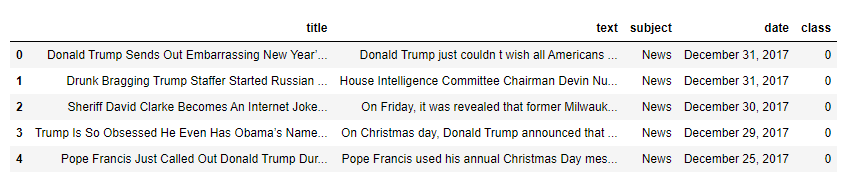 title text subject date class
0 Donald Trump Sends Out Embarrassing New Year'... Donald Trump just couldn t wish all Americans ... News December 31, 2017 0
1 Drunk Bragging Trump Staffer Started Russian ... House Intelligence Committee Chairman Devin Nu... News December 31, 2017 0
2 Sheriff David Clarke Becomes An Internet Joke... On Friday, it was revealed that former Milwauk... News December 30, 2017 0
3 Trump Is So Obsessed He Even Has Obama's Name... On Christmas day, Donald Trump announced that ... News December 29, 2017 0
4 Pope Francis Just Called Out Donald Trump Dur... Pope Francis used his annual Christmas Day mes... News December 25, 2017 0